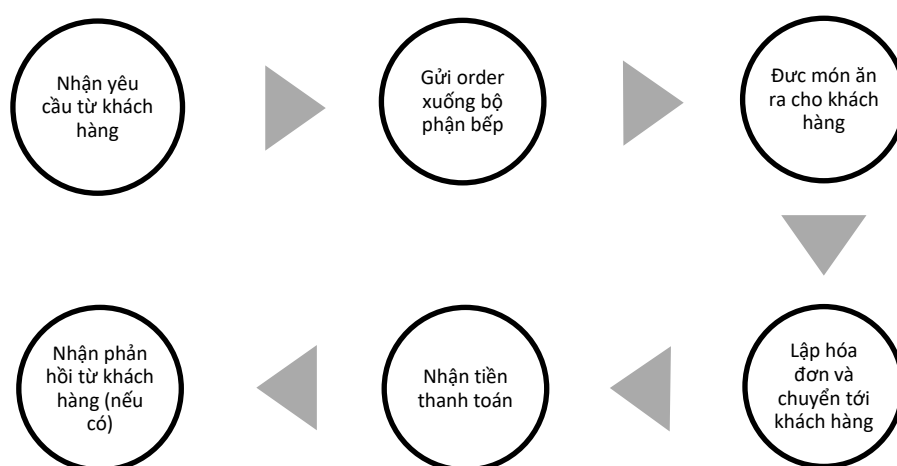 Nhận yêu
cầu từ khách
hàng
Gửi order
xuống bộ
phận bếp
Đưc món ăn
ra cho khách
hàng
Lập hóa
đơn và
chuyển tới
khách hàng
Nhận tiền
thanh toán
Nhận phản
hồi từ khách
hàng (nếu
có)